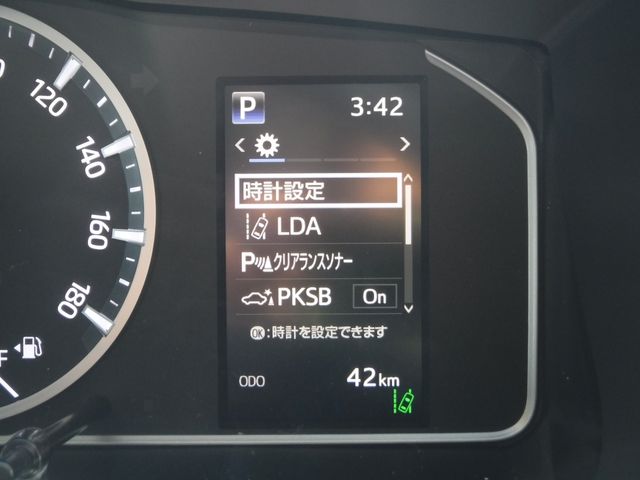 120
140
160
180
F
P
3:42
時計設定
LDA
P クリアランスソナー
PKSB On
OK:時計を設定できます
ODO 42km